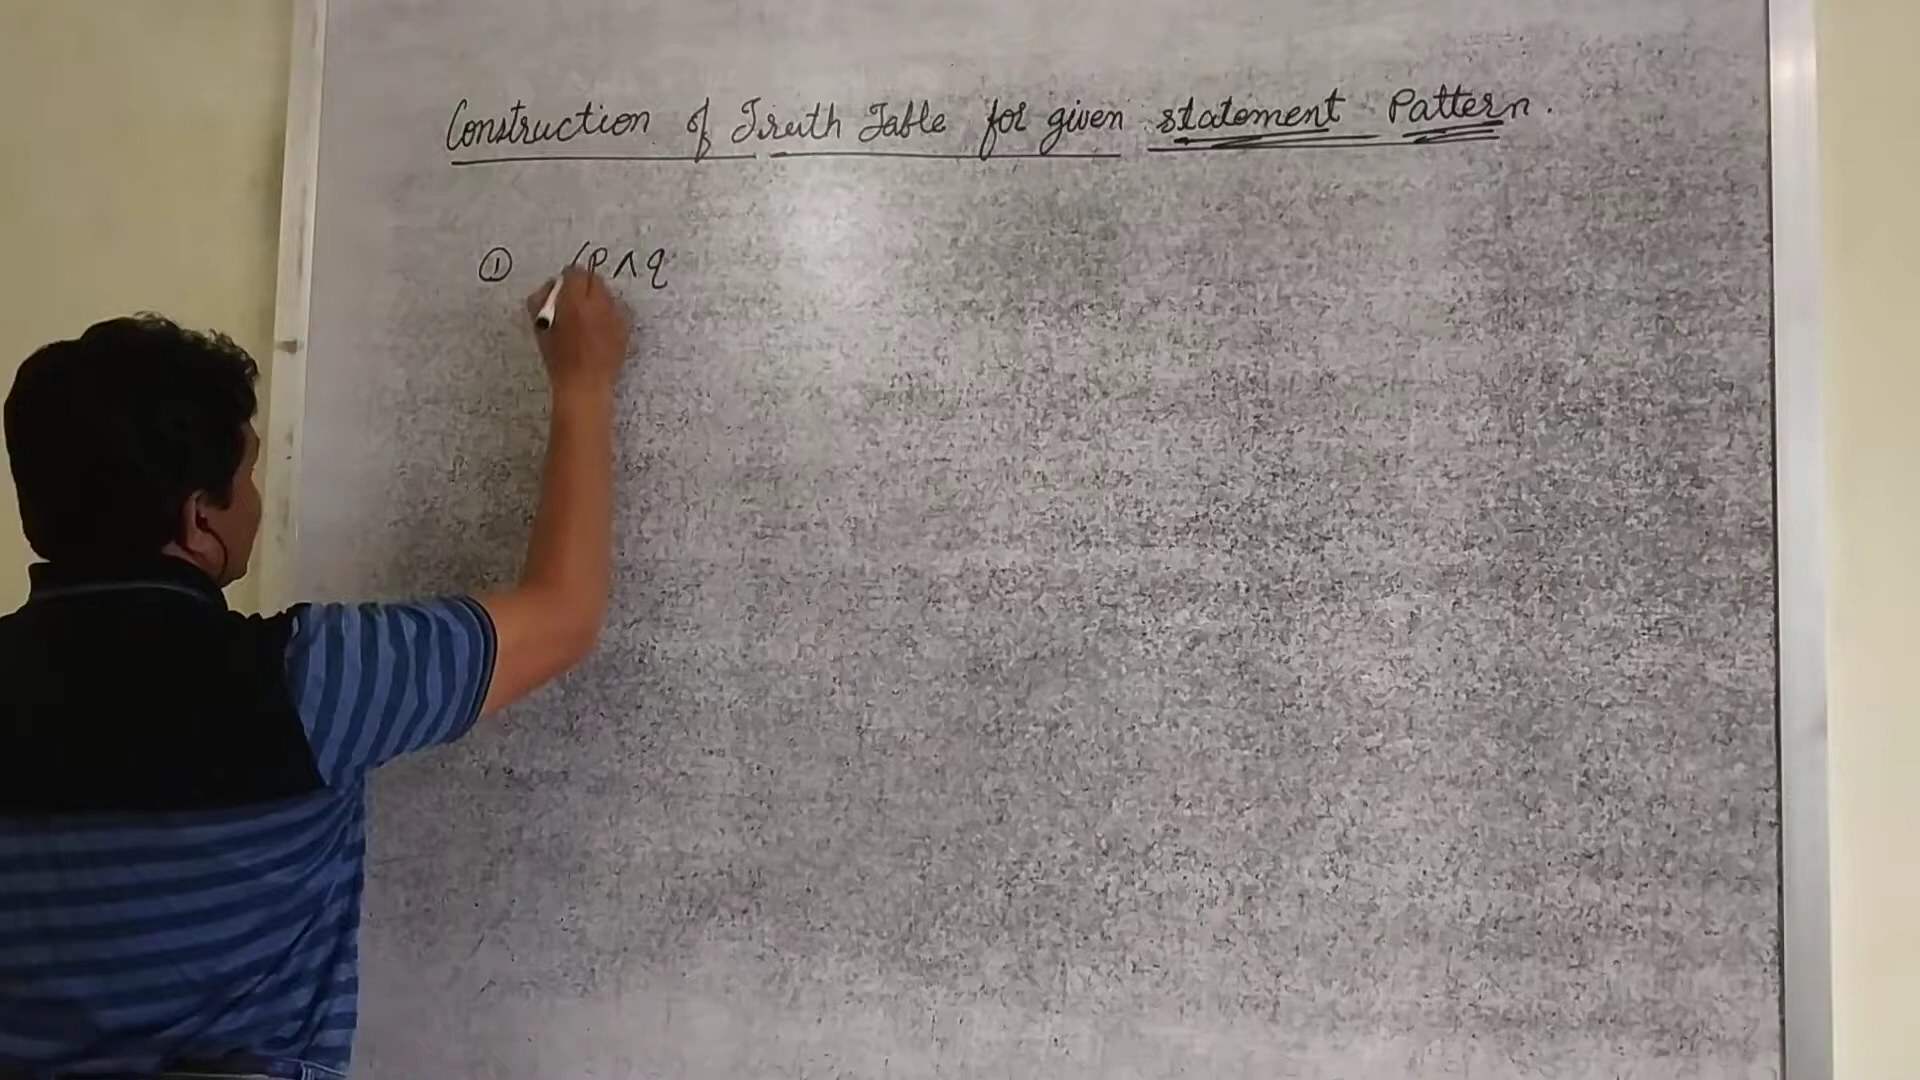 Construction of Truth Table for given statement Pattern.
① (P ∧ q